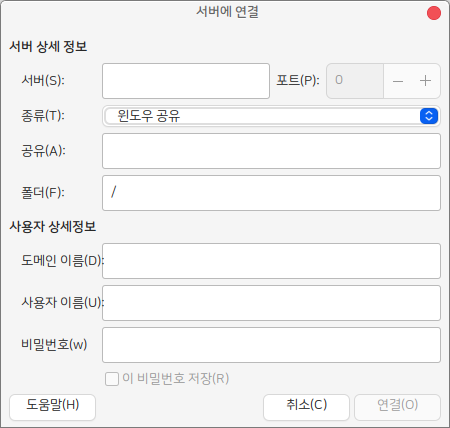 서버에 연결
서버 상세 정보
서버(S): 포트(P): 0
종류(T): 윈도우 공유
공유(A):
폴더(F): /
사용자 상세정보
도메인 이름(D):
사용자 이름(U):
비밀번호(w)
이 비밀번호 저장(R)
도움말(H) 취소(C) 연결(O)